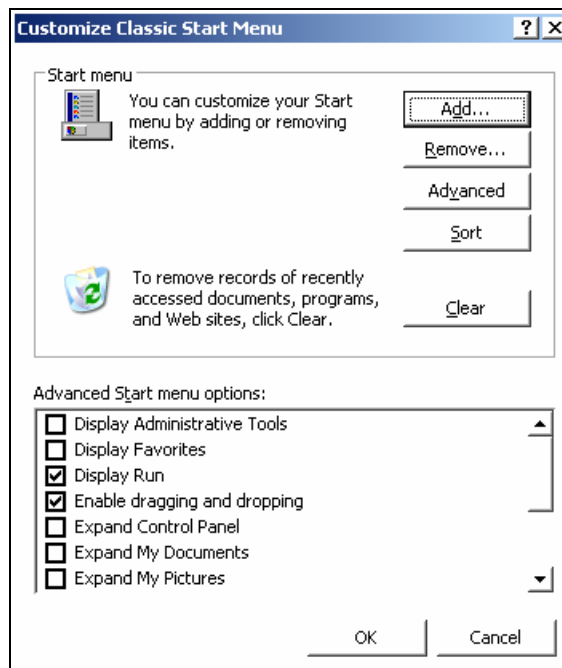 Customize Classic Start Menu
Start menu
You can customize your Start
menu by adding or removing
items.
Add...
Remove...
Advanced
Sort
To remove records of recently
accessed documents, programs,
and Web sites, click Clear.
Clear
Advanced Start menu options:
Display Administrative Tools
Display Favorites
Display Run
Enable dragging and dropping
Expand Control Panel
Expand My Documents
Expand My Pictures
OK
Cancel